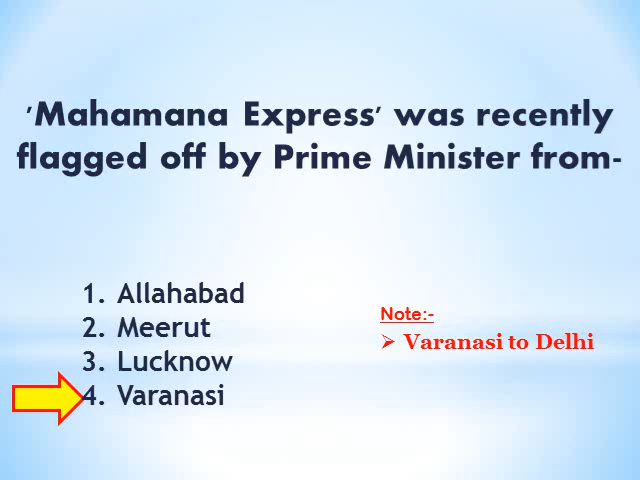 'Mahamana Express' was recently
flagged off by Prime Minister from-
1. Allahabad
2. Meerut
3. Lucknow
4. Varanasi
Note:-
➢ Varanasi to Delhi